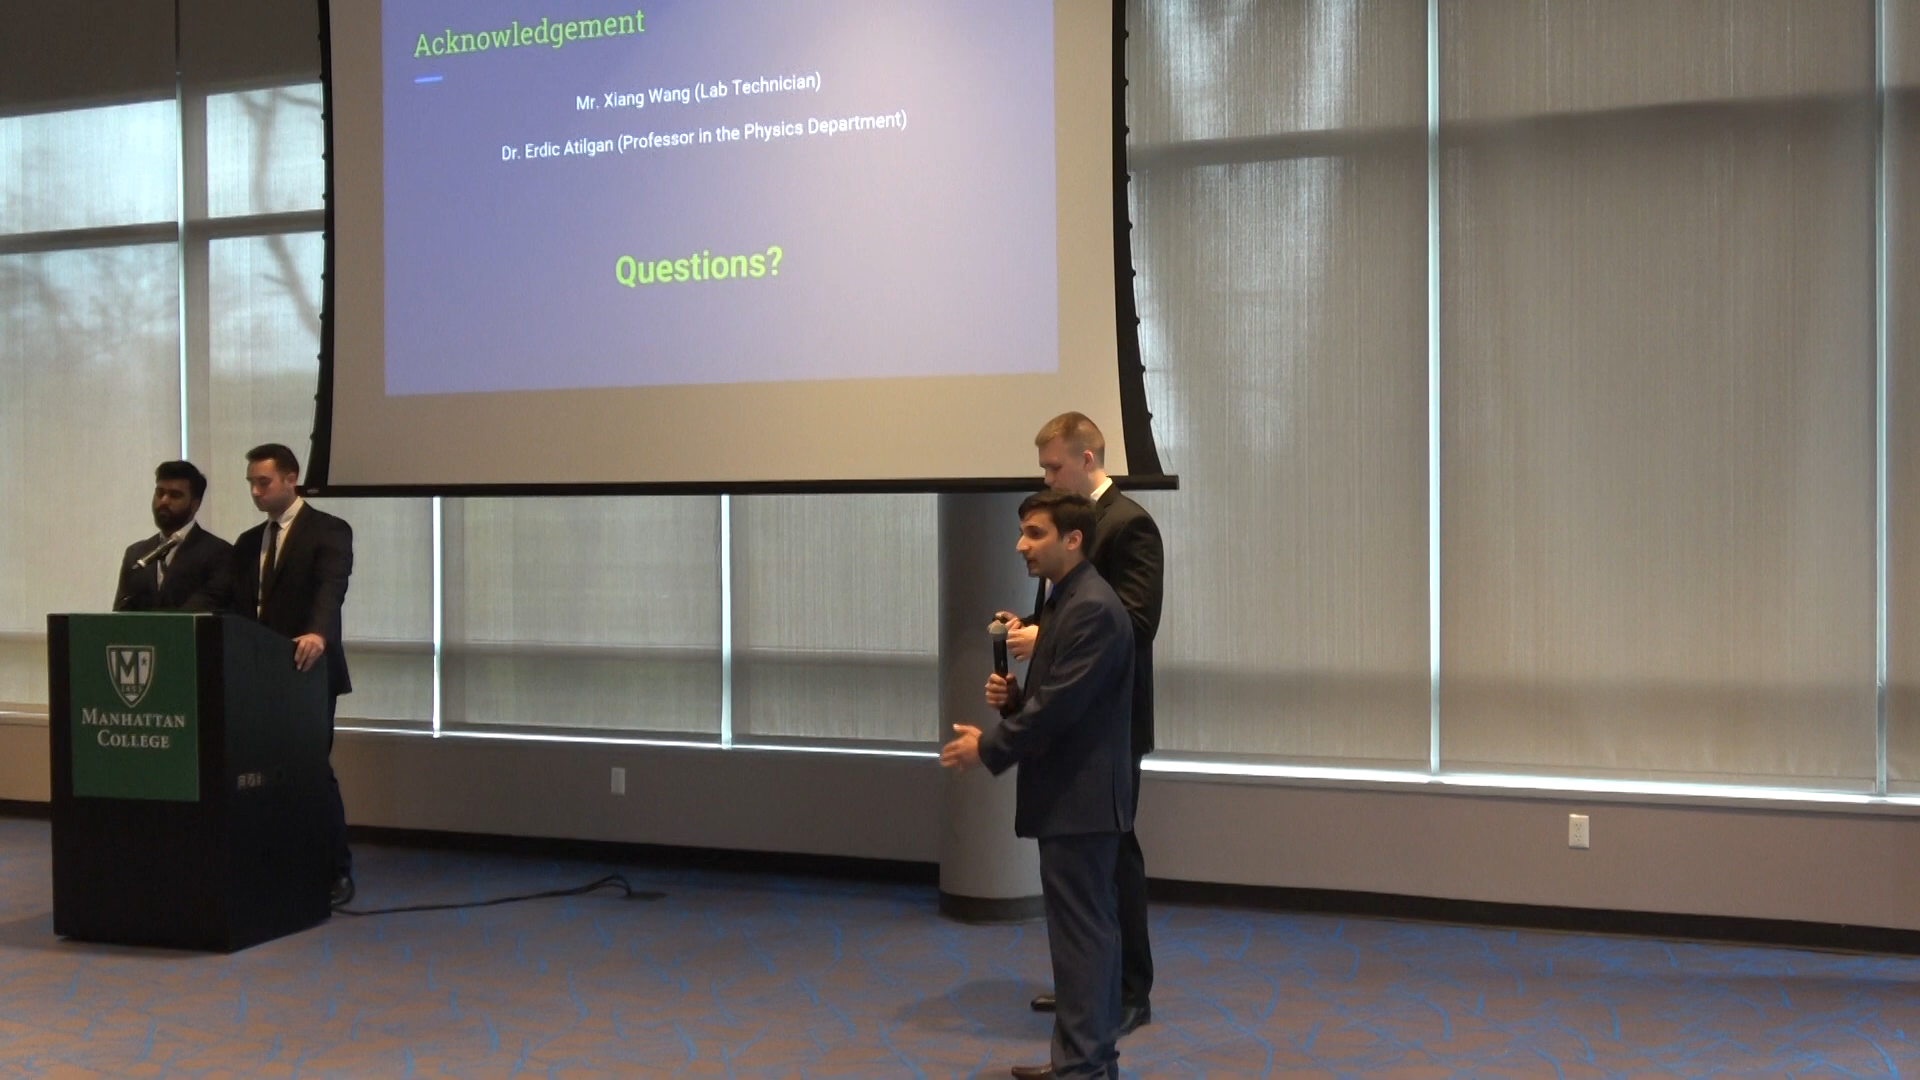 Acknowledgement
Mr. Xiang Wang (Lab Technician)
Dr. Erdic Atilgan (Professor in the Physics Department)
Questions?
M
MANHATTAN
COLLEGE